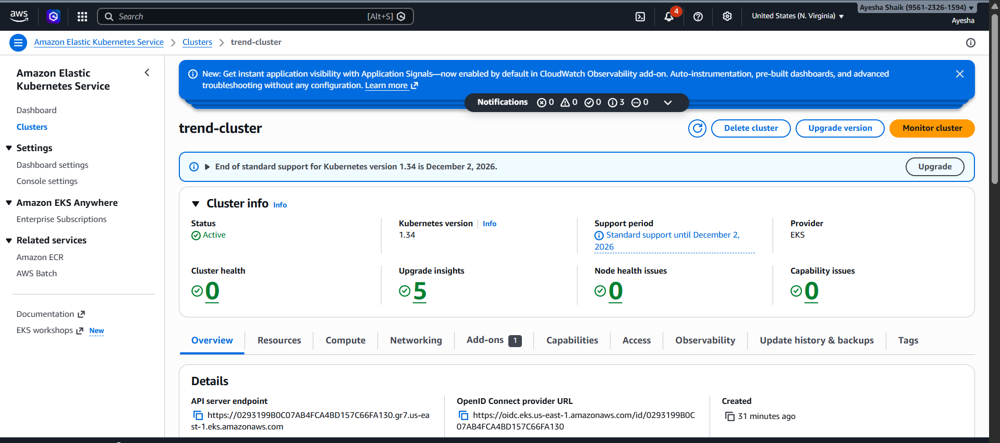 aws
Search
[Alt+S]
4
United States (N. Virginia)
Ayesha Shaik (9561-2326-1594)
Ayesha
Amazon Elastic Kubernetes Service
Clusters
trend-cluster
Amazon Elastic
Kubernetes Service
Dashboard
Clusters
Settings
Dashboard settings
Console settings
Amazon EKS Anywhere
Enterprise Subscriptions
Related services
Amazon ECR
AWS Batch
Documentation
EKS workshops New
New: Get instant application visibility with Application Signals—now enabled by default in CloudWatch Observability add-on. Auto-instrumentation, pre-built dashboards, and advanced
troubleshooting without any configuration. Learn more
Notifications 0 0 0 3 0
trend-cluster
Delete cluster
Upgrade version
Monitor cluster
End of standard support for Kubernetes version 1.34 is December 2, 2026.
Upgrade
Cluster info Info
Status
Active
Kubernetes version Info
1.34
Support period
Standard support until December 2,
2026
Provider
EKS
Cluster health
0
Upgrade insights
5
Node health issues
0
Capability issues
0
Overview
Resources
Compute
Networking
Add-ons 1
Capabilities
Access
Observability
Update history & backups
Tags
Details
API server endpoint
https://0293199B0C07AB4FCA4BD157C66FA130.gr7.us-ea
st-1.eks.amazonaws.com
OpenID Connect provider URL
https://oidc.eks.us-east-1.amazonaws.com/id/0293199B0C
07AB4FCA4BD157C66FA130
Created
31 minutes ago